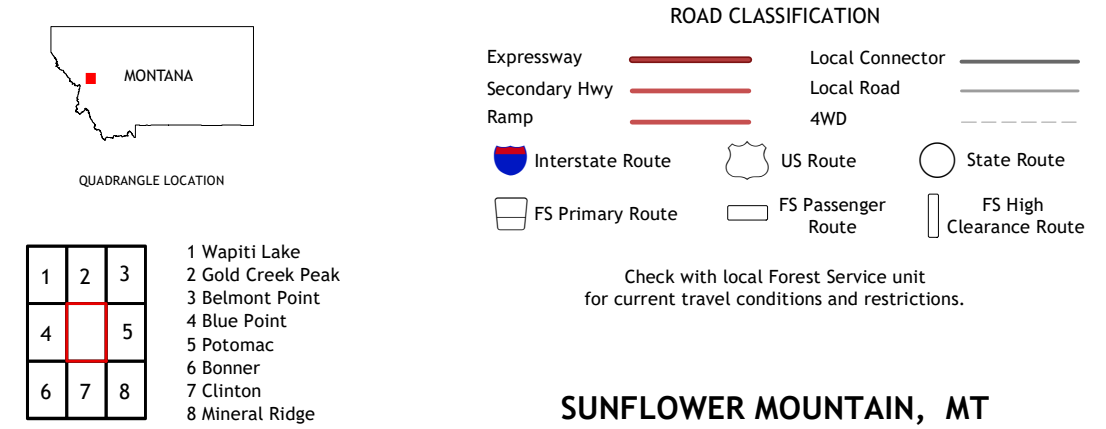 MONTANA
QUADRANGLE LOCATION
1
2
3
4
5
6
7
8
1 Wapiti Lake
2 Gold Creek Peak
3 Belmont Point
4 Blue Point
5 Potomac
6 Bonner
7 Clinton
8 Mineral Ridge
ROAD CLASSIFICATION
Expressway
Secondary Hwy
Ramp
Local Connector
Local Road
4WD
Interstate Route
US Route
State Route
FS Primary Route
FS Passenger
Route
FS High
Clearance Route
Check with local Forest Service unit
for current travel conditions and restrictions.
SUNFLOWER MOUNTAIN, MT